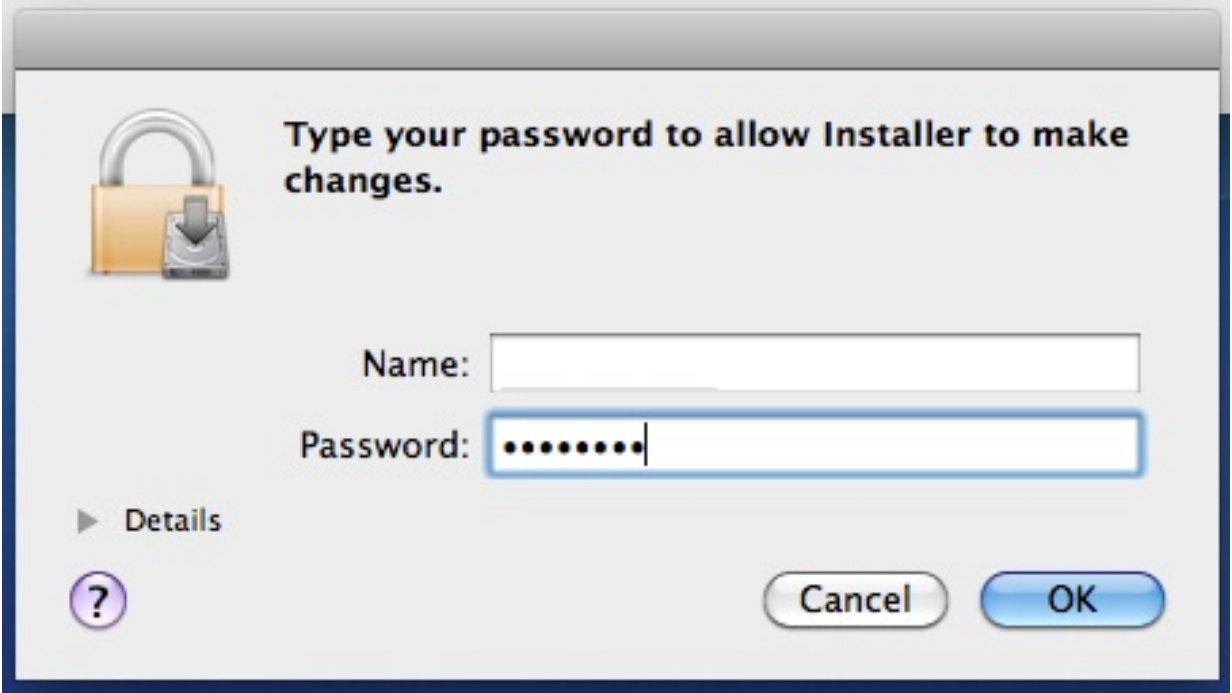 Type your password to allow Installer to make
changes.
Name:
Password: ••••••••
Details
?
Cancel
OK